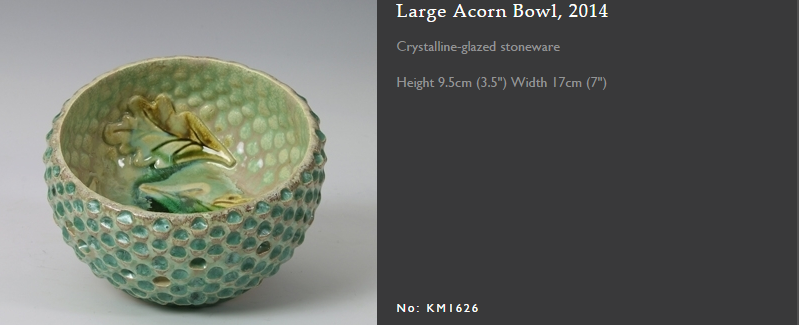 Large Acorn Bowl, 2014
Crystalline-glazed stoneware
Height 9.5cm (3.5") Width 17cm (7")
No: KM1626